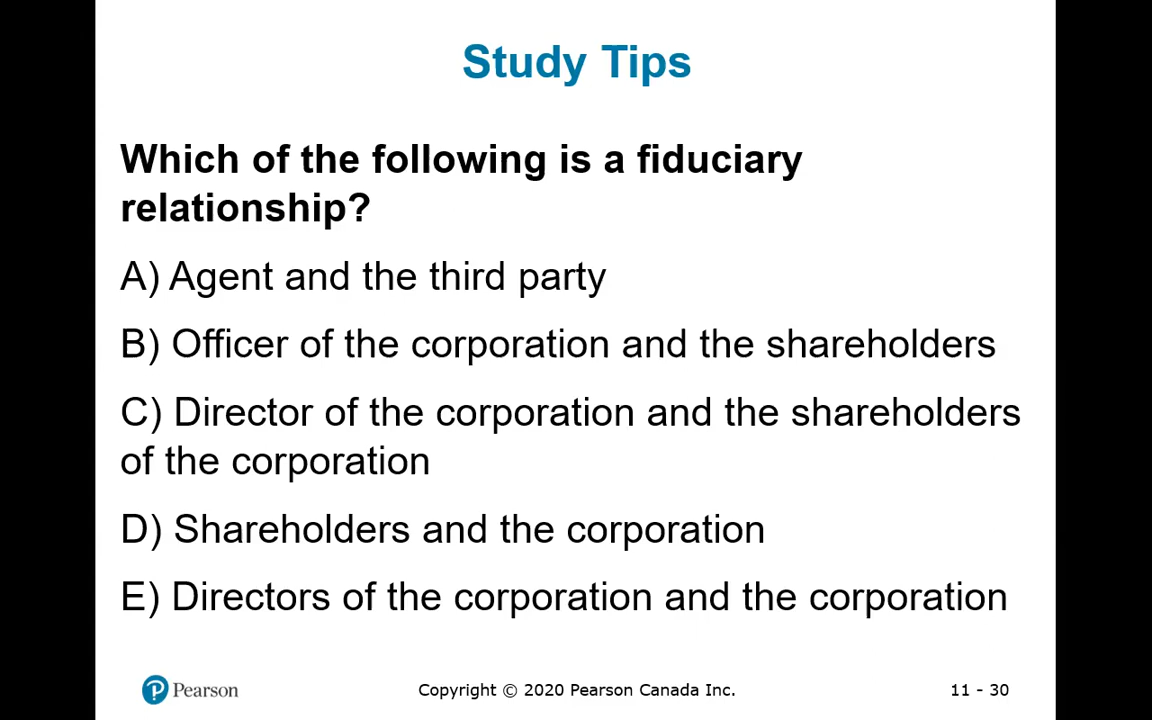 Study Tips
Which of the following is a fiduciary
relationship?
A) Agent and the third party
B) Officer of the corporation and the shareholders
C) Director of the corporation and the shareholders
of the corporation
D) Shareholders and the corporation
E) Directors of the corporation and the corporation
P Pearson
Copyright © 2020 Pearson Canada Inc.
11 - 30